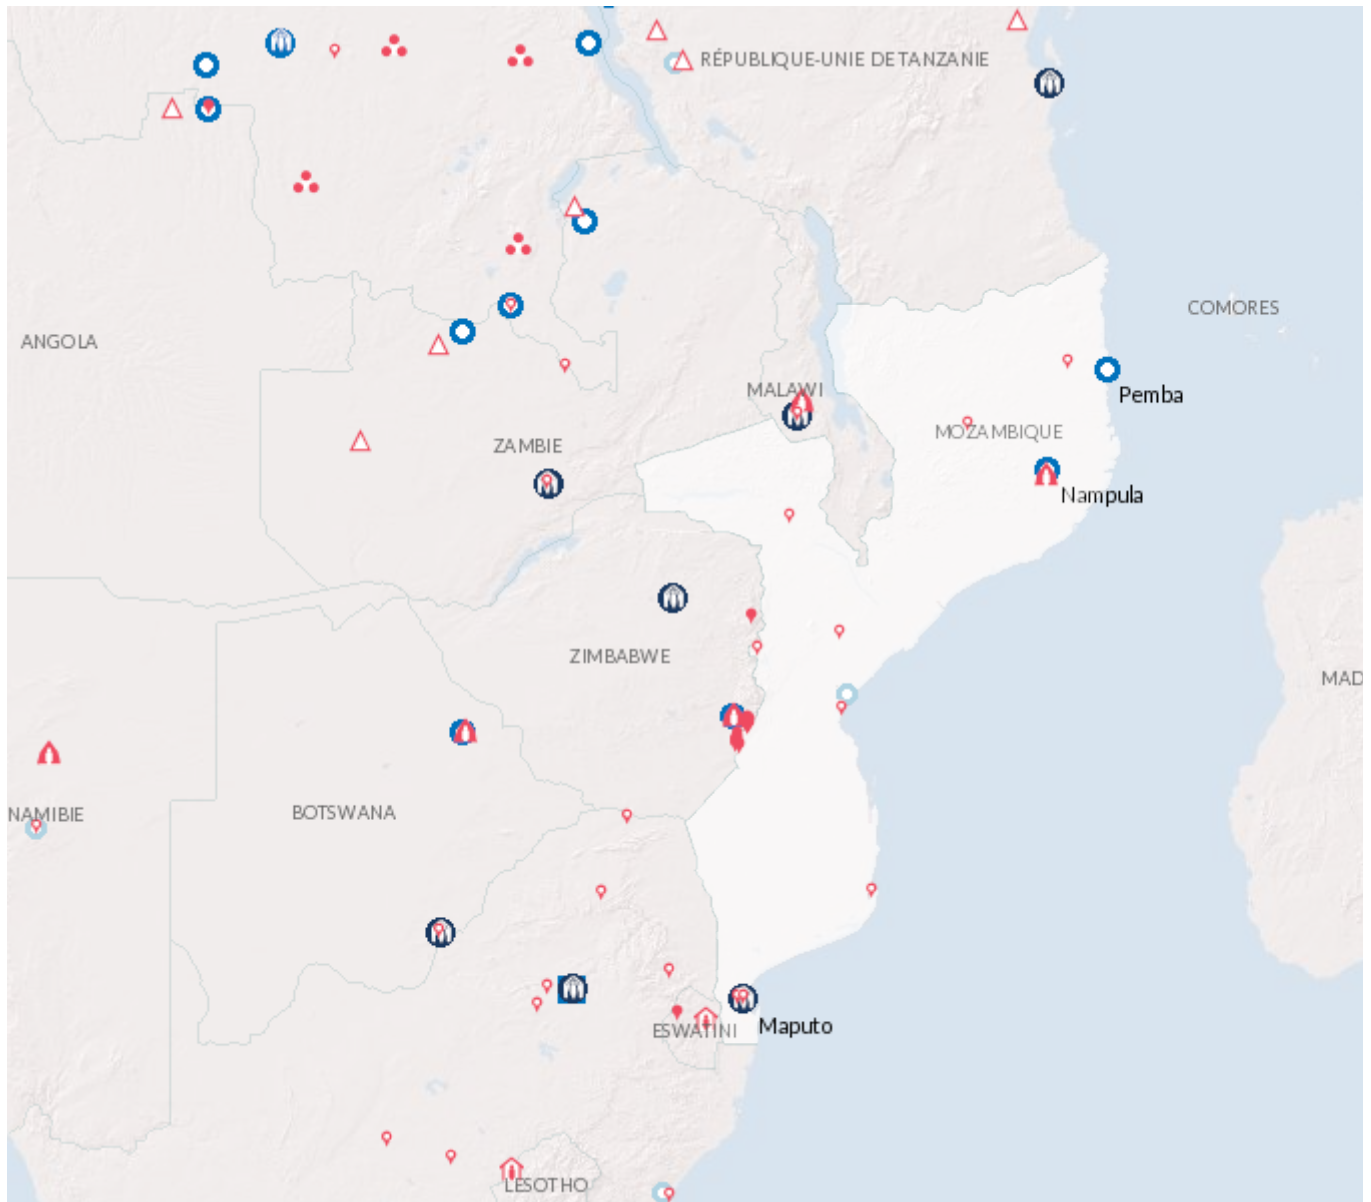 RÉPUBLIQUE-UNIE DE TANZANIE
COMORES
ANGOLA
MALAWI
Pemba
MOZAMBIQUE
ZAMBIE
Nampula
ZIMBABWE
MAD
NAMIBIE
BOTSWANA
ESWATINI
Maputo
LESOTHO